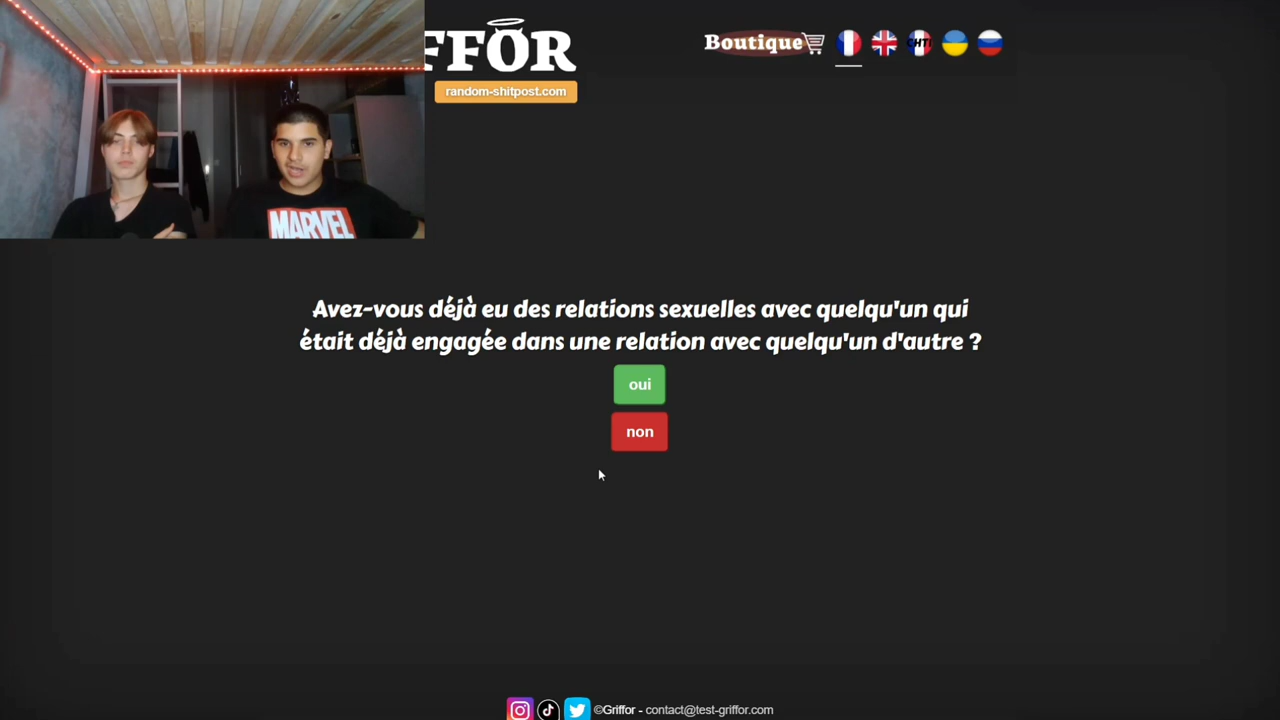 FFOR
random-shitpost.com
Boutique
CHTI
MARVEL
Avez-vous déjà eu des relations sexuelles avec quelqu'un qui
était déjà engagée dans une relation avec quelqu'un d'autre ?
oui
non
©Griffor - contact@test-griffor.com